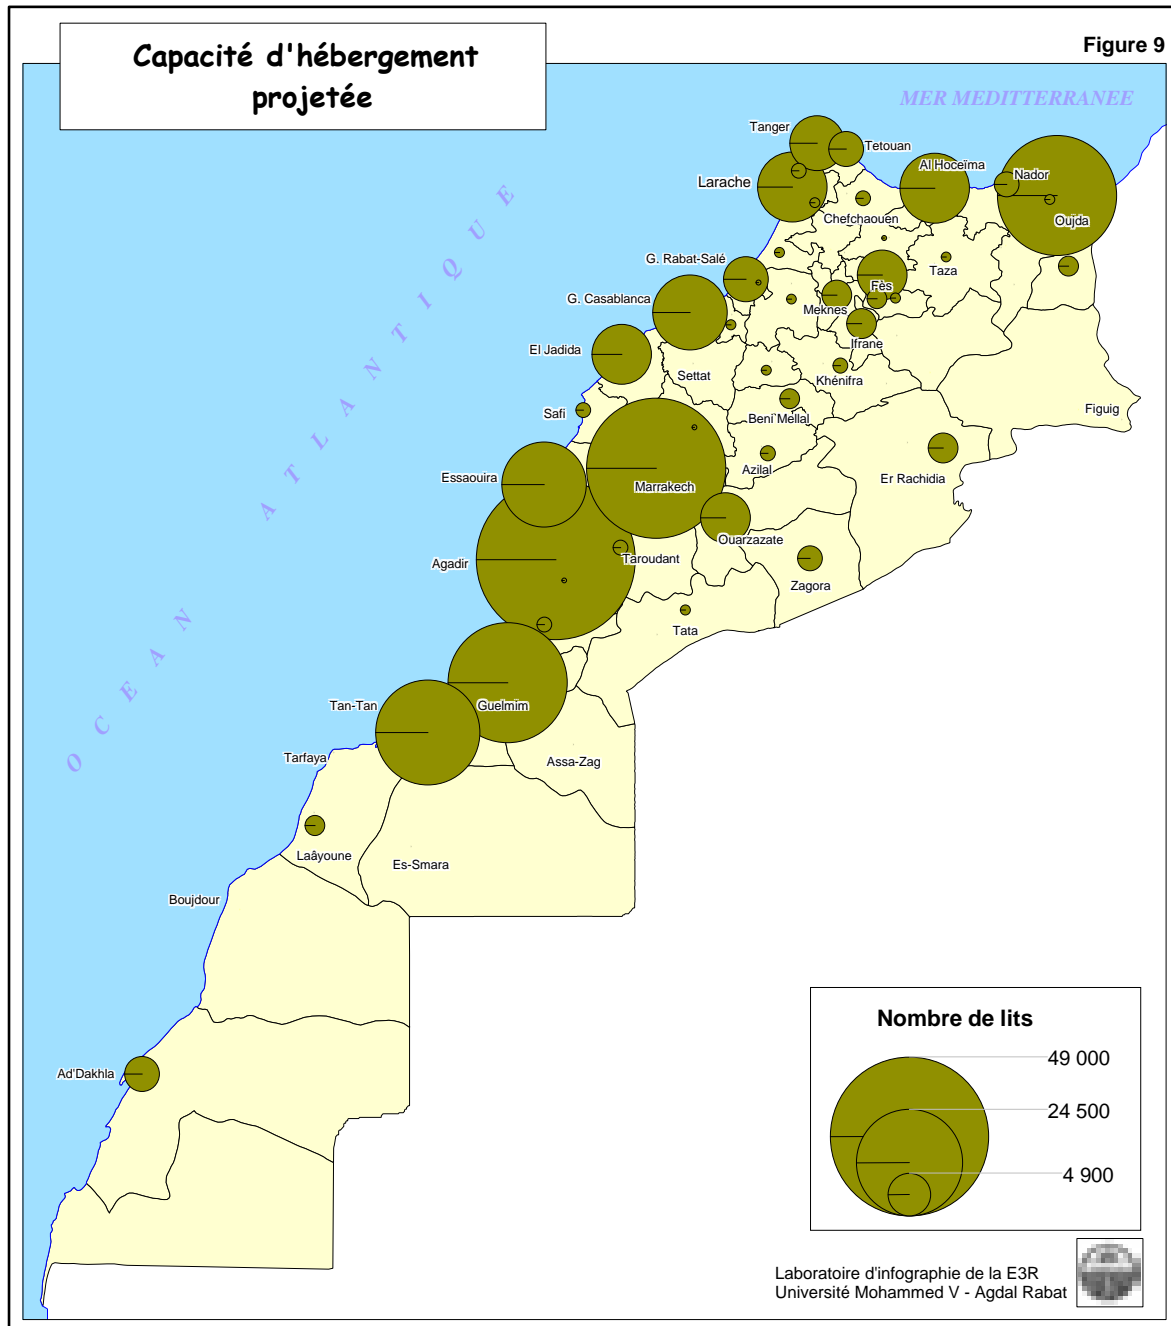 Figure 9
Capacité d'hébergement
projetée
MER MEDITTERRANEE
OCEAN ATLANTIQUE
Tanger
Tetouan
Larache
Al Hoceïma
Nador
Oujda
Chefchaouen
G. Rabat-Salé
Taza
Fès
G. Casablanca
Meknes
Ifrane
El Jadida
Settat
Khénifra
Safi
Beni Mellal
Figuig
Essaouira
Marrakech
Azilal
Er Rachidia
Ouarzazate
Agadir
Taroudant
Zagora
Tata
Tan-Tan
Guelmim
Tarfaya
Assa-Zag
Laâyoune
Es-Smara
Boujdour
Ad'Dakhla
Nombre de lits
49 000
24 500
4 900
Laboratoire d'infographie de la E3R
Université Mohammed V - Agdal Rabat